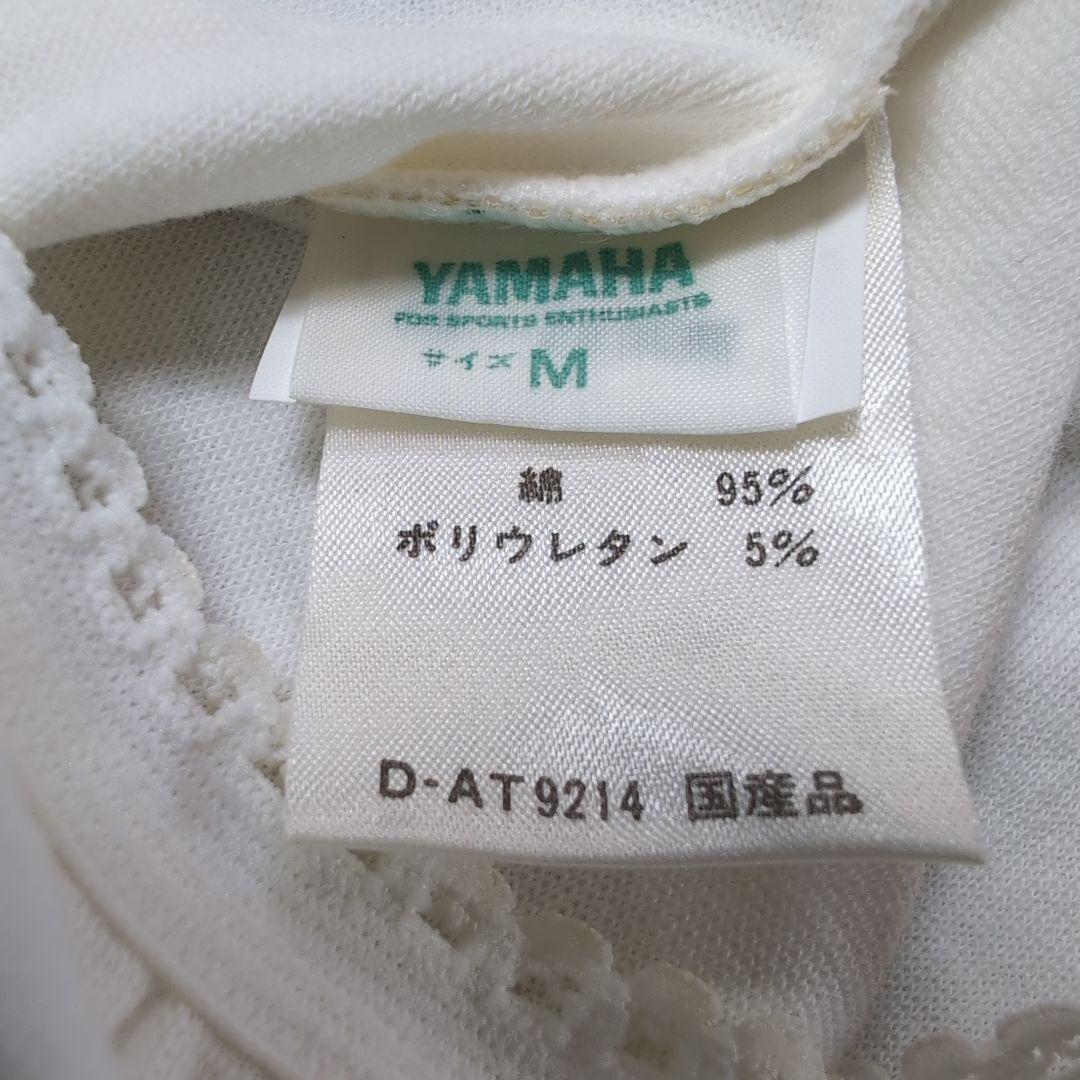 YAMAHA
FOR SPORTS ENTHUSIASTS
サイズ M
綿 95%
ポリウレタン 5%
D-AT9214 国産品